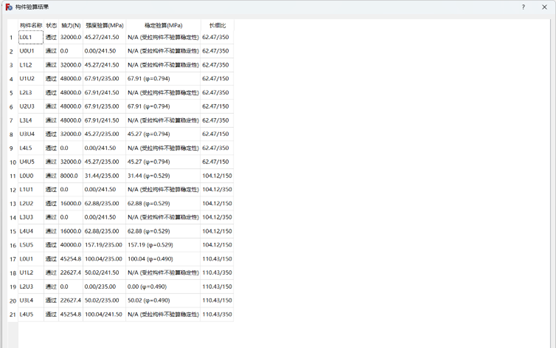 构件验算结果
构件名称 状态 轴力(N) 强度验算(MPa) 稳定验算(MPa) 长细比
1 L0L1 通过 32000.0 45.27/241.50 N/A (受拉构件不验算稳定性) 62.47/350
2 U0U1 通过 0.0 0.00/241.50 N/A (受拉构件不验算稳定性) 62.47/350
3 L1L2 通过 32000.0 45.27/241.50 N/A (受拉构件不验算稳定性) 62.47/350
4 U1U2 通过 48000.0 67.91/235.00 67.91 (φ=0.794) 62.47/150
5 L2L3 通过 48000.0 67.91/241.50 N/A (受拉构件不验算稳定性) 62.47/350
6 U2U3 通过 48000.0 67.91/235.00 67.91 (φ=0.794) 62.47/150
7 L3L4 通过 48000.0 67.91/241.50 N/A (受拉构件不验算稳定性) 62.47/350
8 U3U4 通过 32000.0 45.27/235.00 45.27 (φ=0.794) 62.47/150
9 L4L5 通过 0.0 0.00/241.50 N/A (受拉构件不验算稳定性) 62.47/350
10 U4U5 通过 32000.0 45.27/235.00 45.27 (φ=0.794) 62.47/150
11 L0U0 通过 8000.0 31.44/235.00 31.44 (φ=0.529) 104.12/150
12 L1U1 通过 0.0 0.00/241.50 N/A (受拉构件不验算稳定性) 104.12/350
13 L2U2 通过 16000.0 62.88/235.00 62.88 (φ=0.529) 104.12/150
14 L3U3 通过 0.0 0.00/241.50 N/A (受拉构件不验算稳定性) 104.12/350
15 L4U4 通过 16000.0 62.88/235.00 62.88 (φ=0.529) 104.12/150
16 L5U5 通过 40000.0 157.19/235.00 157.19 (φ=0.529) 104.12/150
17 L0U1 通过 45254.8 100.04/235.00 100.04 (φ=0.490) 110.43/150
18 U1L2 通过 22627.4 50.02/241.50 N/A (受拉构件不验算稳定性) 110.43/350
19 L2U3 通过 0.0 0.00/235.00 0.00 (φ=0.490) 110.43/150
20 U3L4 通过 22627.4 50.02/235.00 50.02 (φ=0.490) 110.43/150
21 L4U5 通过 45254.8 100.04/241.50 N/A (受拉构件不验算稳定性) 110.43/350